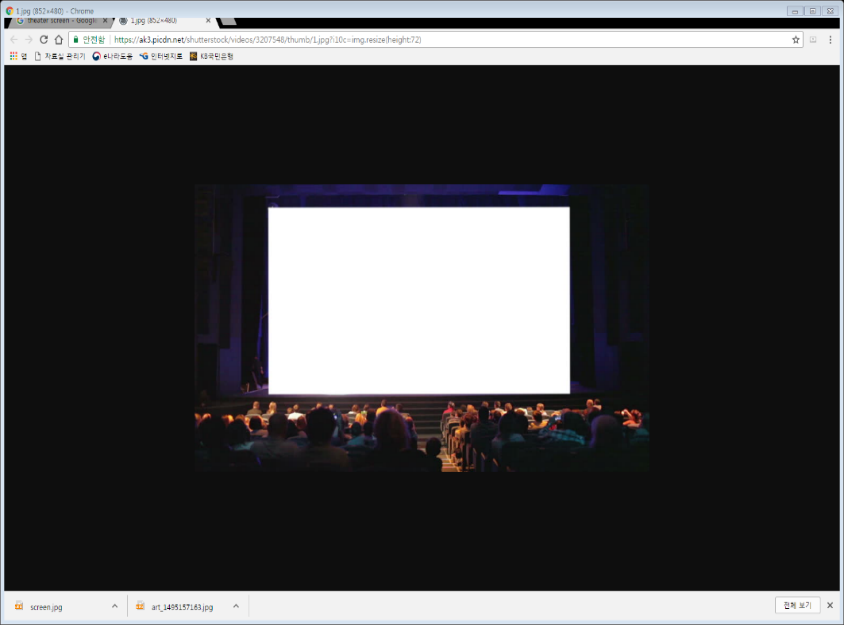 1.jpg (852×480) - Chrome
theater screen - Google
1.jpg (852×480)
안전함 https://ak3.picdn.net/shutterstock/videos/3207548/thumb/1.jpg?i10c=img.resize(height:72)
앱 자료실 관리기 e나라도움 인터넷지도 KB국민은행
screen.jpg art_1495157163.jpg 전체 보기